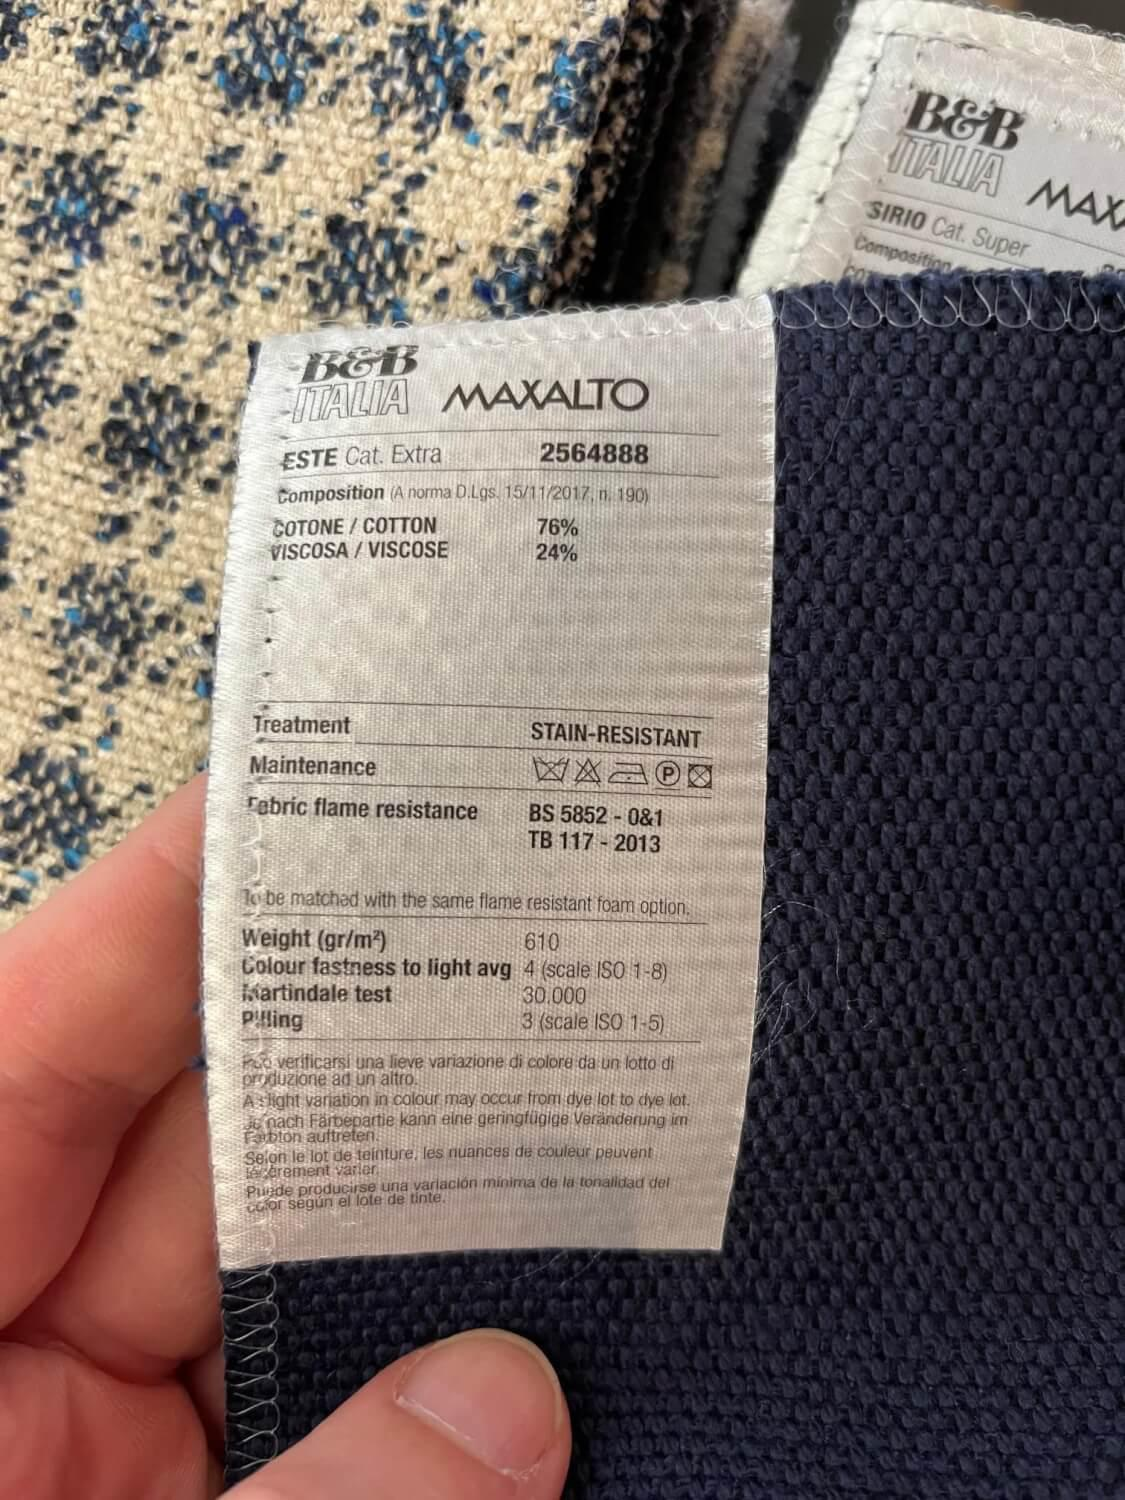 B&B
ITALIA
MAXA
SIRIO Cat. Super
Composition
B&B
ITALIA MAXALTO
ESTE Cat. Extra 2564888
Composition (A norma D.Lgs. 15/11/2017, n. 190)
COTONE / COTTON 76%
VISCOSA / VISCOSE 24%
Treatment STAIN-RESISTANT
Maintenance P
Fabric flame resistance BS 5852 - 0&1
TB 117 - 2013
To be matched with the same flame resistant foam option.
Weight (gr/m²) 610
Colour fastness to light avg 4 (scale ISO 1-8)
Martindale test 30.000
Pilling 3 (scale ISO 1-5)
Può verificarsi una lieve variazione di colore da un lotto di
produzione ad un altro.
A slight variation in colour may occur from dye lot to dye lot.
Je nach Färbepartie kann eine geringfügige Veränderung im
Farbton auftreten.
Selon le lot de teinture, les nuances de couleur peuvent
légèrement varier.
Puede producirse una variación mínima de la tonalidad del
color según el lote de tinte.